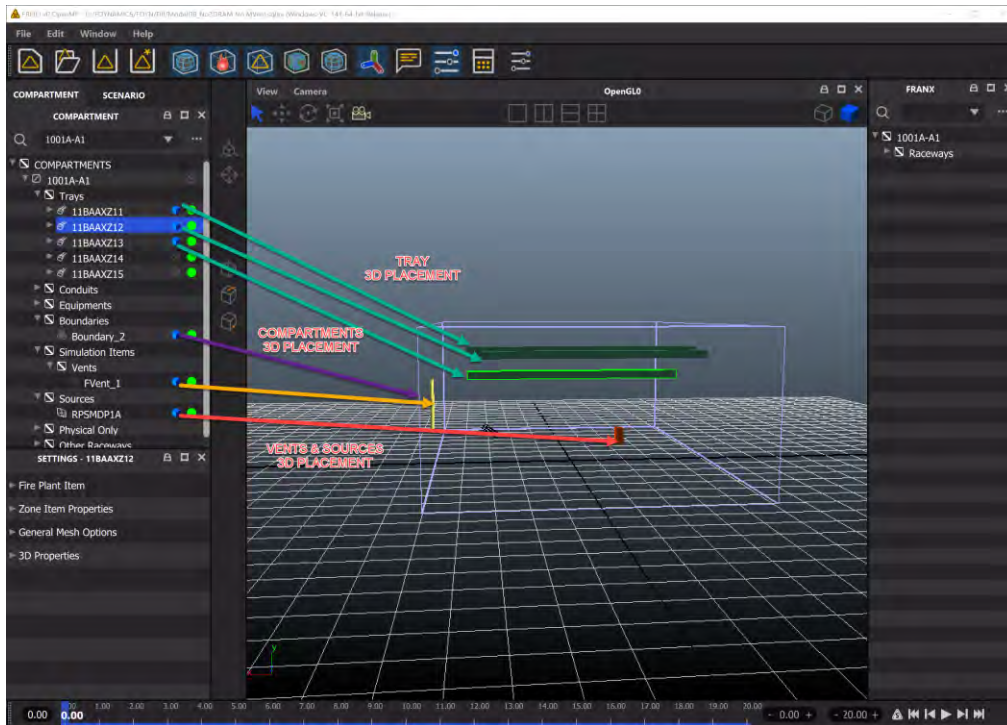 File Edit Window Help
COMPARTMENT SCENARIO
COMPARTMENT
1001A-A1
COMPARTMENTS
1001A-A1
Trays
11BAAXZ11
11BAAXZ12
11BAAXZ13
11BAAXZ14
11BAAXZ15
Conduits
Equipments
Boundaries
Boundary_2
Simulation Items
Vents
FVent_1
Sources
RPSMDP1A
Physical Only
Other Raceways
SETTINGS - 11BAAXZ12
Fire Plant Item
Zone Item Properties
General Mesh Options
3D Properties
View Camera OpenGL0
TRAY
3D PLACEMENT
COMPARTMENTS
3D PLACEMENT
VENTS & SOURCES
3D PLACEMENT
y
FRANX
1001A-A1
Raceways
0.00 0.00 1.00 2.00 3.00 4.00 5.00 6.00 7.00 8.00 9.00 10.00 11.00 12.00 13.00 14.00 15.00 16.00 17.00 18.00 19.00 20.00 - 0.00 + - 20.00 +